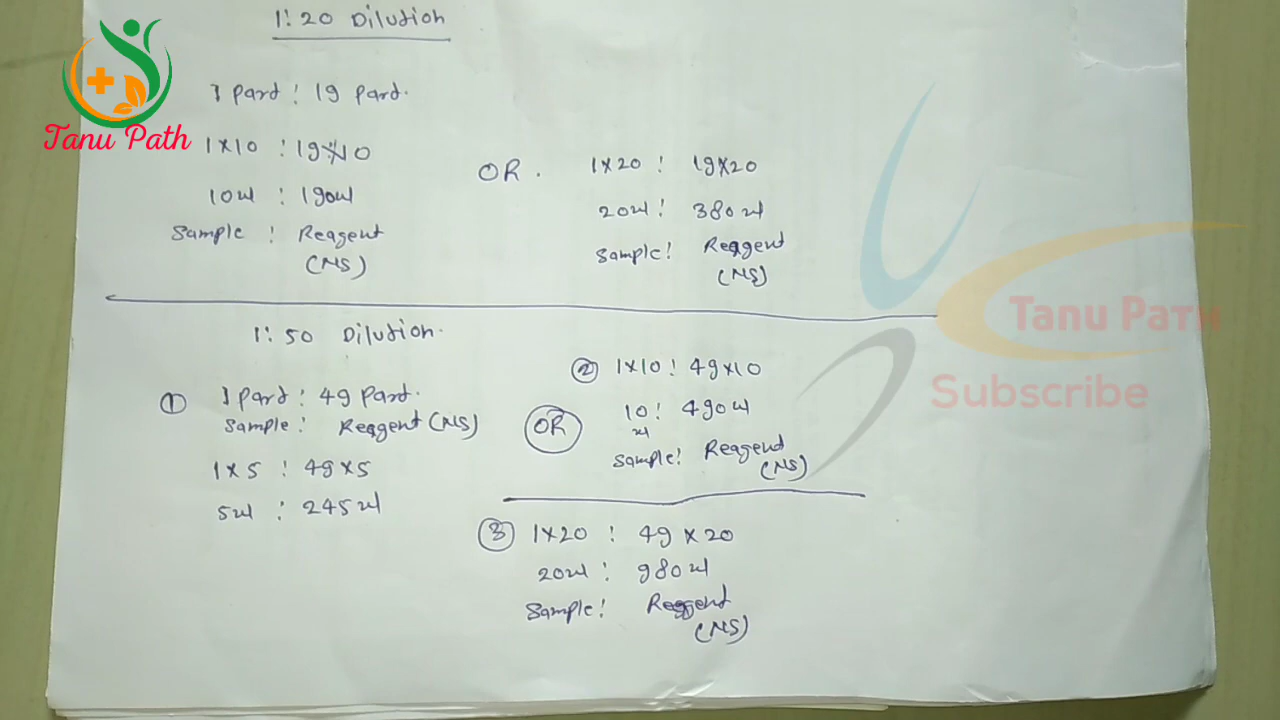 1:20 Dilution
1 part : 19 part.
1x10 : 19x10
10ul : 190ul
Sample : Reagent
(NS)
OR.
1x20 : 19x20
20ul : 380ul
Sample : Reagent
(NS)
1:50 Dilution.
① 1 part : 49 part.
Sample : Reagent (NS)
1x5 : 49x5
5ul : 245ul
OR
② 1x10 : 49x10
10 : 490ul
ul
Sample : Reagent
(NS)
③ 1x20 : 49x20
20ul : 980ul
Sample : Reagent
(NS)
Tanu Path
Tanu Path
Subscribe